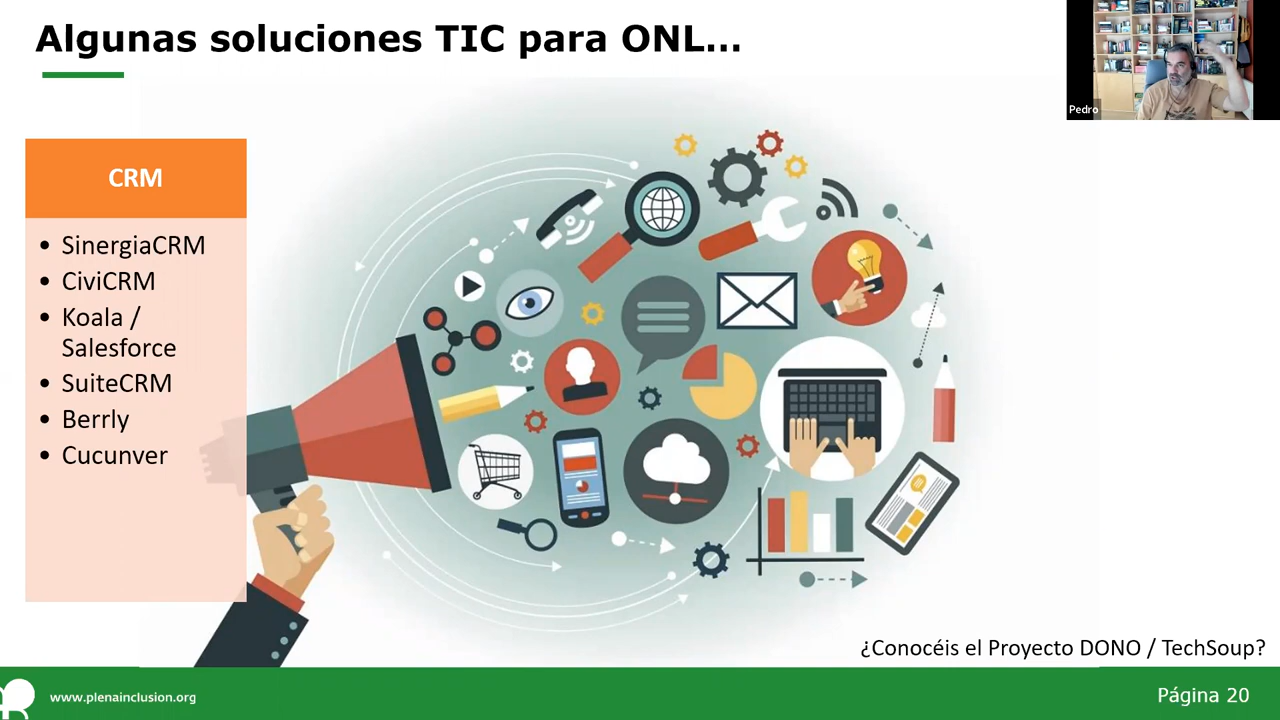 Algunas soluciones TIC para ONL...
Pedro
CRM
• SinergiaCRM
• CiviCRM
• Koala /
Salesforce
• SuiteCRM
• Berrly
• Cucunver
¿Conocéis el Proyecto DONO / TechSoup?
www.plenainclusion.org
Página 20